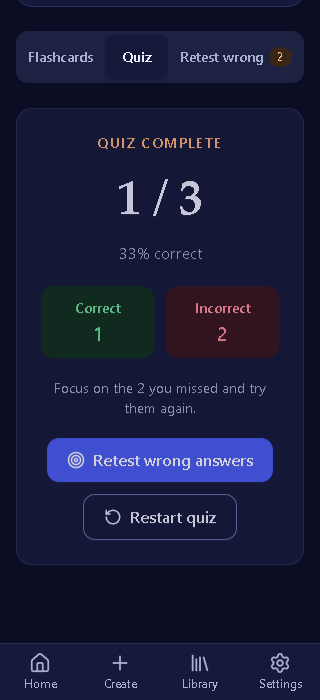 Flashcards Quiz Retest wrong 2
QUIZ COMPLETE
1 / 3
33% correct
Correct Incorrect
1 2
Focus on the 2 you missed and try
them again.
Retest wrong answers
Restart quiz
Home Create Library Settings